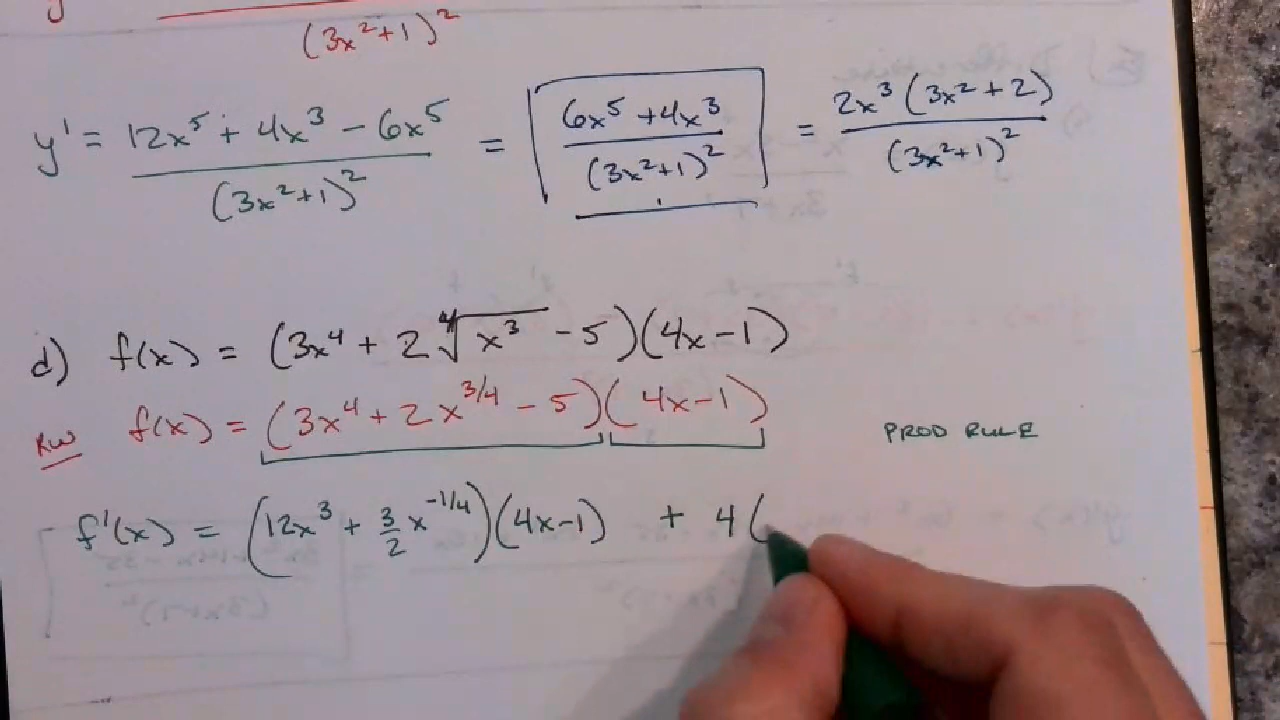 (3x²+1)²
y' = (12x⁵ + 4x³ − 6x⁵)/(3x²+1)² = (6x⁵ + 4x³)/(3x²+1)² = 2x³(3x²+2)/(3x²+1)²
d) f(x) = (3x⁴ + 2∜x³ − 5)(4x−1)
RW f(x) = (3x⁴ + 2x^{3/4} − 5)(4x−1) PROD RULE
f'(x) = (12x³ + 3/2 x^{-1/4})(4x−1) + 4(